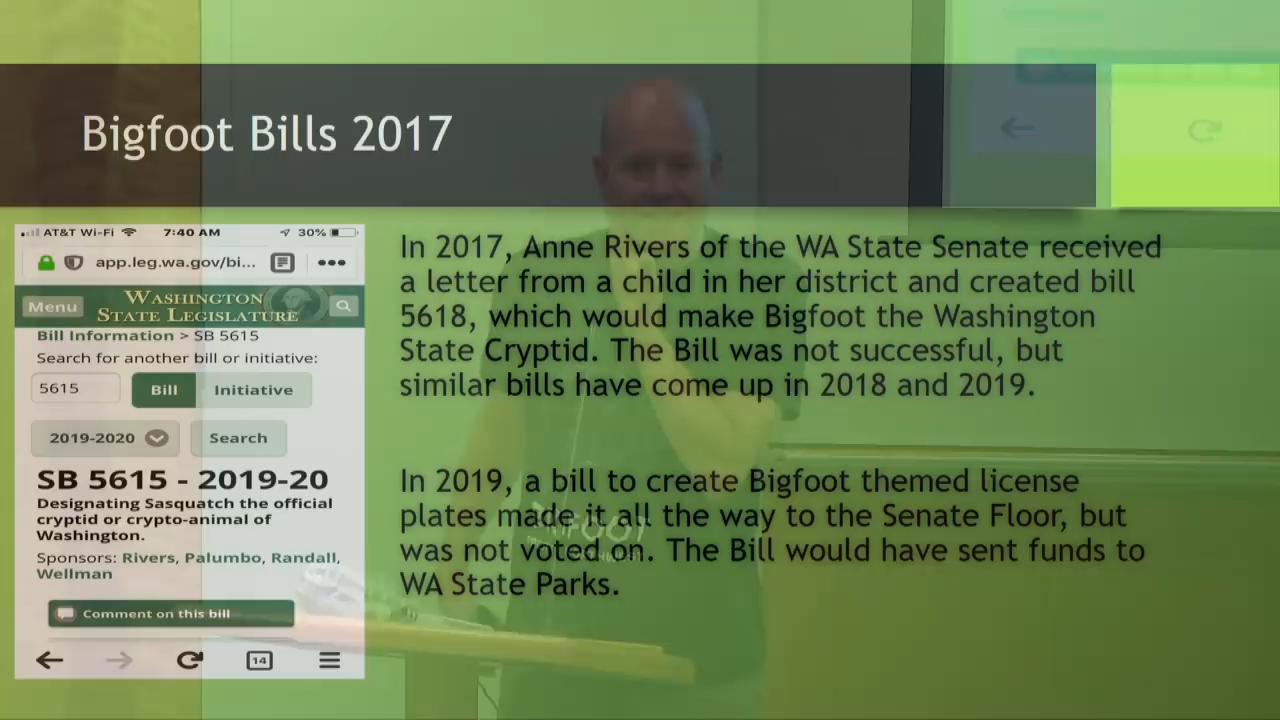 Bigfoot Bills 2017
AT&T Wi-Fi 7:40 AM 30%
app.leg.wa.gov/bi... •••
Menu WASHINGTON
STATE LEGISLATURE
Bill Information > SB 5615
Search for another bill or initiative:
5615 Bill Initiative
2019-2020 Search
SB 5615 - 2019-20
Designating Sasquatch the official
cryptid or crypto-animal of
Washington.
Sponsors: Rivers, Palumbo, Randall,
Wellman
Comment on this bill
14
In 2017, Anne Rivers of the WA State Senate received
a letter from a child in her district and created bill
5618, which would make Bigfoot the Washington
State Cryptid. The Bill was not successful, but
similar bills have come up in 2018 and 2019.
In 2019, a bill to create Bigfoot themed license
plates made it all the way to the Senate Floor, but
was not voted on. The Bill would have sent funds to
WA State Parks.